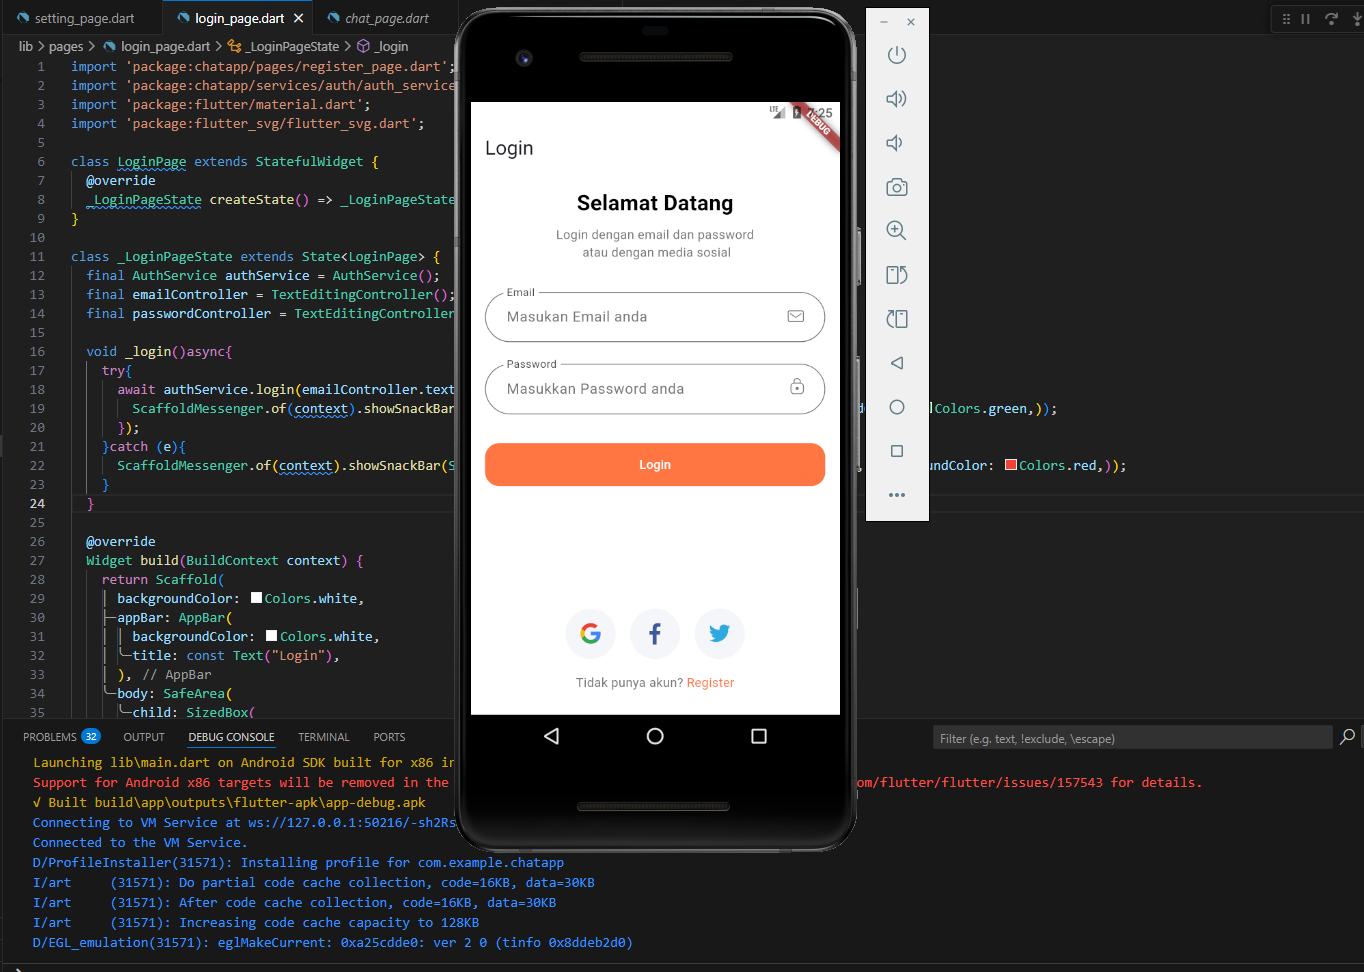 setting_page.dart login_page.dart chat_page.dart
lib > pages > login_page.dart > _LoginPageState > _login
1 import 'package:chatapp/pages/register_page.dart';
2 import 'package:chatapp/services/auth/auth_service
3 import 'package:flutter/material.dart';
4 import 'package:flutter_svg/flutter_svg.dart';
5
6 class LoginPage extends StatefulWidget {
7 @override
8 _LoginPageState createState() => _LoginPageState
9 }
10
11 class _LoginPageState extends State<LoginPage> {
12 final AuthService authService = AuthService();
13 final emailController = TextEditingController();
14 final passwordController = TextEditingController
15
16 void _login()async{
17 try{
18 await authService.login(emailController.text
19 ScaffoldMessenger.of(context).showSnackBar Colors.green,));
20 });
21 }catch (e){
22 ScaffoldMessenger.of(context).showSnackBar(S ndColor: Colors.red,));
23 }
24 }
25
26 @override
27 Widget build(BuildContext context) {
28 return Scaffold(
29 backgroundColor: Colors.white,
30 appBar: AppBar(
31 backgroundColor: Colors.white,
32 title: const Text("Login"),
33 ), // AppBar
34 body: SafeArea(
35 child: SizedBox(
LTE 7:25
DEBUG
Login
Selamat Datang
Login dengan email dan password
atau dengan media sosial
Email
Masukan Email anda
Password
Masukkan Password anda
Login
Tidak punya akun? Register
PROBLEMS 32 OUTPUT DEBUG CONSOLE TERMINAL PORTS Filter (e.g. text, !exclude, \escape)
Launching lib\main.dart on Android SDK built for x86 in
Support for Android x86 targets will be removed in the om/flutter/flutter/issues/157543 for details.
√ Built build\app\outputs\flutter-apk\app-debug.apk
Connecting to VM Service at ws://127.0.0.1:50216/-sh2Rs
Connected to the VM Service.
D/ProfileInstaller(31571): Installing profile for com.example.chatapp
I/art (31571): Do partial code cache collection, code=16KB, data=30KB
I/art (31571): After code cache collection, code=16KB, data=30KB
I/art (31571): Increasing code cache capacity to 128KB
D/EGL_emulation(31571): eglMakeCurrent: 0xa25cdde0: ver 2 0 (tinfo 0x8ddeb2d0)